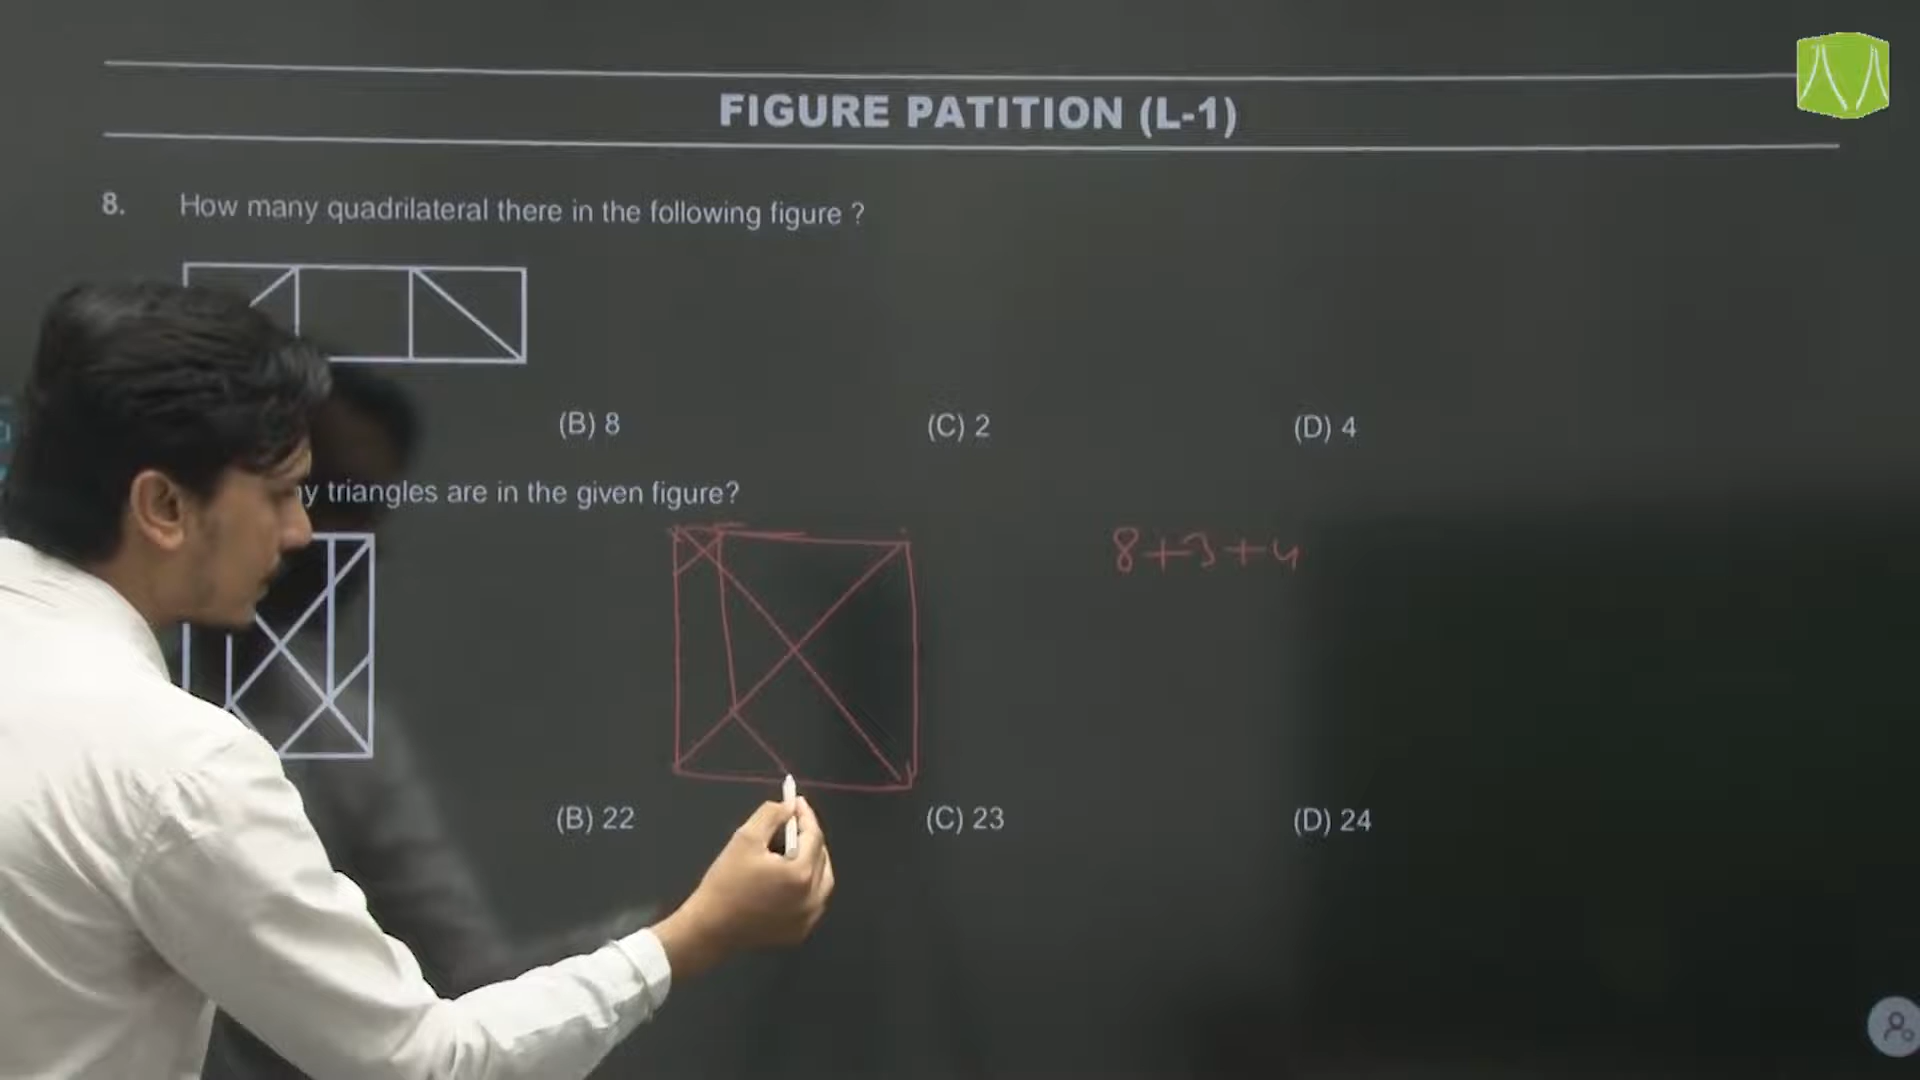 FIGURE PATITION (L-1)
8. How many quadrilateral there in the following figure ?
(B) 8 (C) 2 (D) 4
triangles are in the given figure?
8+3+4
(B) 22 (C) 23 (D) 24